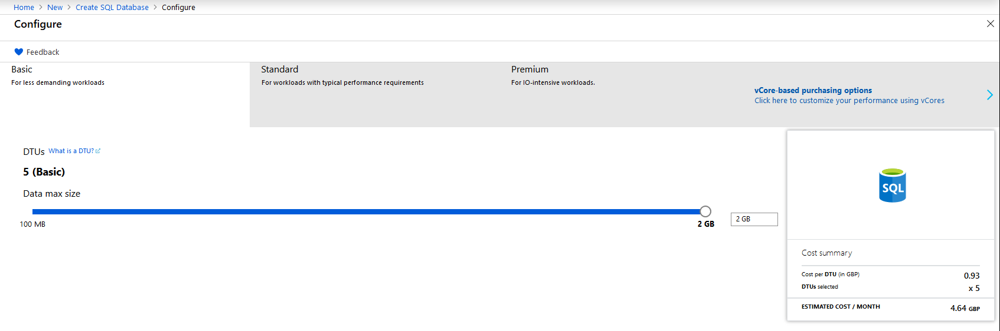 Home > New > Create SQL Database > Configure
Configure
Feedback
Basic
For less demanding workloads
Standard
For workloads with typical performance requirements
Premium
For IO-intensive workloads.
vCore-based purchasing options
Click here to customize your performance using vCores
DTUs What is a DTU?
5 (Basic)
Data max size
100 MB
2 GB
2 GB
SQL
Cost summary
Cost per DTU (in GBP) 0.93
DTUs selected x 5
ESTIMATED COST / MONTH 4.64 GBP